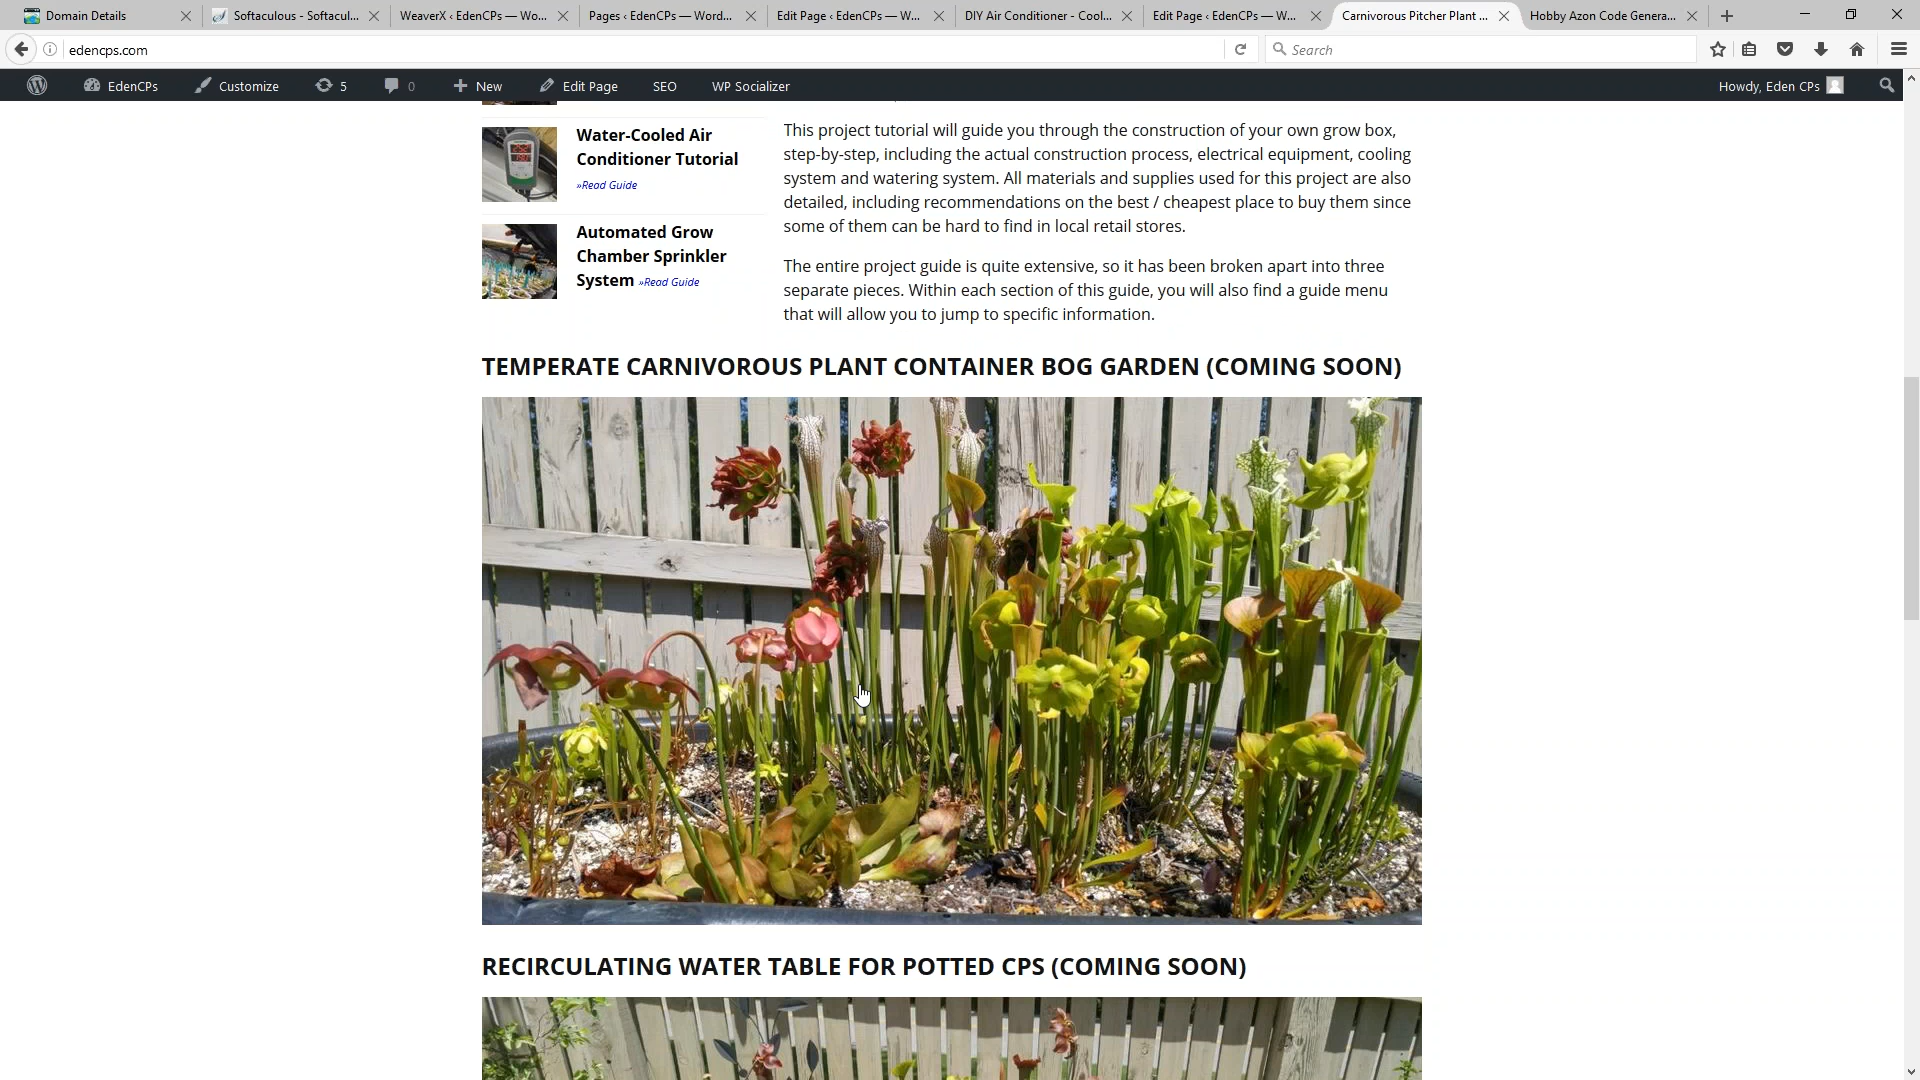 Domain Details
Softaculous - Softacul...
WeaverX ‹ EdenCPs — Wo...
Pages ‹ EdenCPs — Word...
Edit Page ‹ EdenCPs — W...
DIY Air Conditioner - Cool...
Edit Page ‹ EdenCPs — W...
Carnivorous Pitcher Plant ...
Hobby Azon Code Genera...
edencps.com
Search
EdenCPs
Customize
5
0
New
Edit Page
SEO
WP Socializer
Howdy, Eden CPs
Water-Cooled Air
Conditioner Tutorial
»Read Guide
Automated Grow
Chamber Sprinkler
System »Read Guide
This project tutorial will guide you through the construction of your own grow box,
step-by-step, including the actual construction process, electrical equipment, cooling
system and watering system. All materials and supplies used for this project are also
detailed, including recommendations on the best / cheapest place to buy them since
some of them can be hard to find in local retail stores.
The entire project guide is quite extensive, so it has been broken apart into three
separate pieces. Within each section of this guide, you will also find a guide menu
that will allow you to jump to specific information.
TEMPERATE CARNIVOROUS PLANT CONTAINER BOG GARDEN (COMING SOON)
RECIRCULATING WATER TABLE FOR POTTED CPS (COMING SOON)